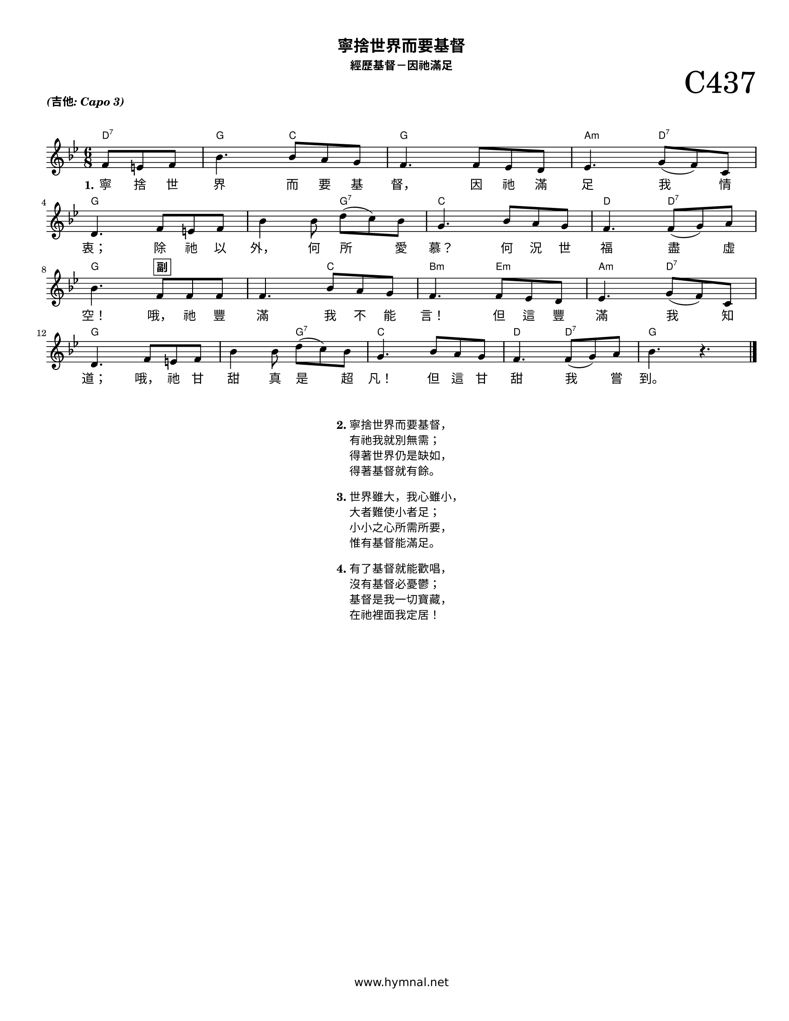 寧捨世界而要基督
經歷基督－因祂滿足
C437
(吉他: Capo 3)
D7 G C G Am D7
6
8
1. 寧 捨 世 界 而 要 基 督， 因 祂 滿 足 我 情
4 G G7 C D D7
衷； 除 祂 以 外， 何 所 愛 慕？ 何 況 世 福 盡 虛
8 G 副 C Bm Em Am D7
空！ 哦， 祂 豐 滿 我 不 能 言！ 但 這 豐 滿 我 知
12 G G7 C D D7 G
道； 哦， 祂 甘 甜 真 是 超 凡！ 但 這 甘 甜 我 嘗 到。
2. 寧捨世界而要基督，
有祂我就別無需；
得著世界仍是缺如，
得著基督就有餘。
3. 世界雖大，我心雖小，
大者難使小者足；
小小之心所需所要，
惟有基督能滿足。
4. 有了基督就能歡唱，
沒有基督必憂鬱；
基督是我一切寶藏，
在祂裡面我定居！
www.hymnal.net